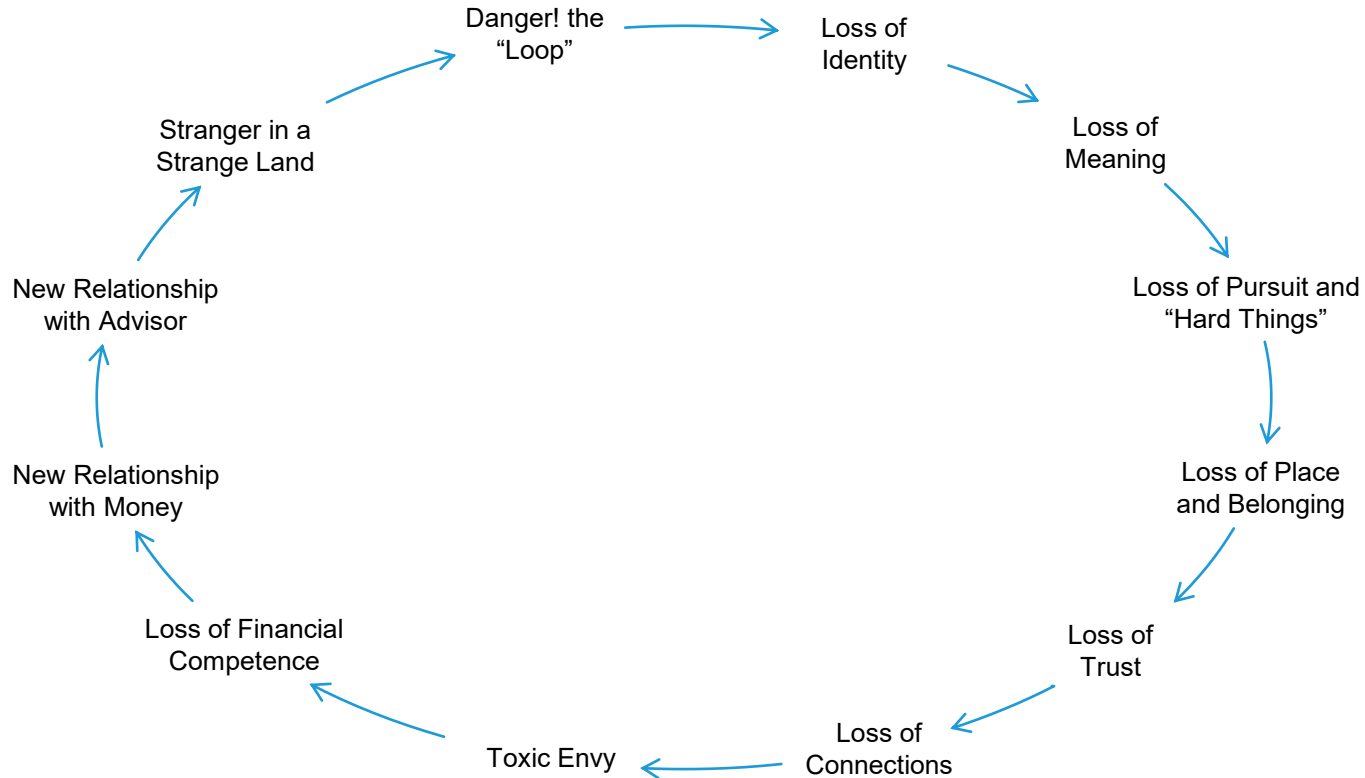 Danger! the
“Loop”
Loss of
Identity
Loss of
Meaning
Loss of Pursuit and
“Hard Things”
Loss of Place
and Belonging
Loss of
Trust
Loss of
Connections
Toxic Envy
Loss of Financial
Competence
New Relationship
with Money
New Relationship
with Advisor
Stranger in a
Strange Land